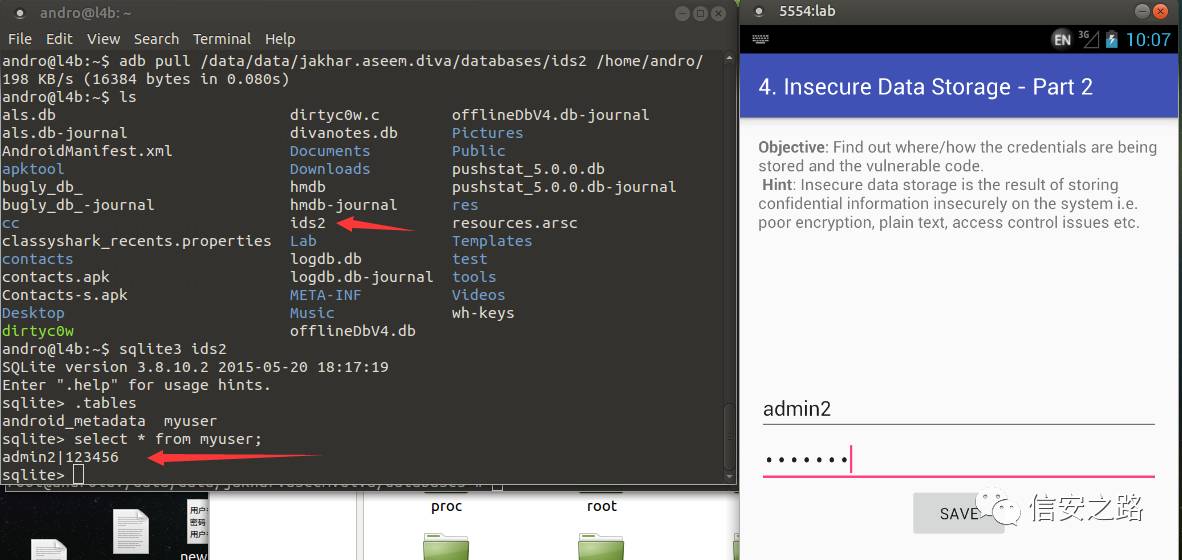 andro@l4b: ~
File Edit View Search Terminal Help
andro@l4b:~$ adb pull /data/data/jakhar.aseem.diva/databases/ids2 /home/andro/
198 KB/s (16384 bytes in 0.080s)
andro@l4b:~$ ls
als.db dirtyc0w.c offlineDbV4.db-journal
als.db-journal divanotes.db Pictures
AndroidManifest.xml Documents Public
apktool Downloads pushstat_5.0.0.db
bugly_db_ hmdb pushstat_5.0.0.db-journal
bugly_db_-journal hmdb-journal res
cc ids2 resources.arsc
classyshark_recents.properties Lab Templates
contacts logdb.db test
contacts.apk logdb.db-journal tools
Contacts-s.apk META-INF Videos
Desktop Music wh-keys
dirtyc0w offlineDbV4.db
andro@l4b:~$ sqlite3 ids2
SQLite version 3.8.10.2 2015-05-20 18:17:19
Enter ".help" for usage hints.
sqlite> .tables
android_metadata myuser
sqlite> select * from myuser;
admin2|123456
sqlite>
proc root
用户
密码
用户
new
5554:lab
EN 3G 10:07
4. Insecure Data Storage - Part 2
Objective: Find out where/how the credentials are being
stored and the vulnerable code.
Hint: Insecure data storage is the result of storing
confidential information insecurely on the system i.e.
poor encryption, plain text, access control issues etc.
admin2
•••••••
SAVE
信安之路